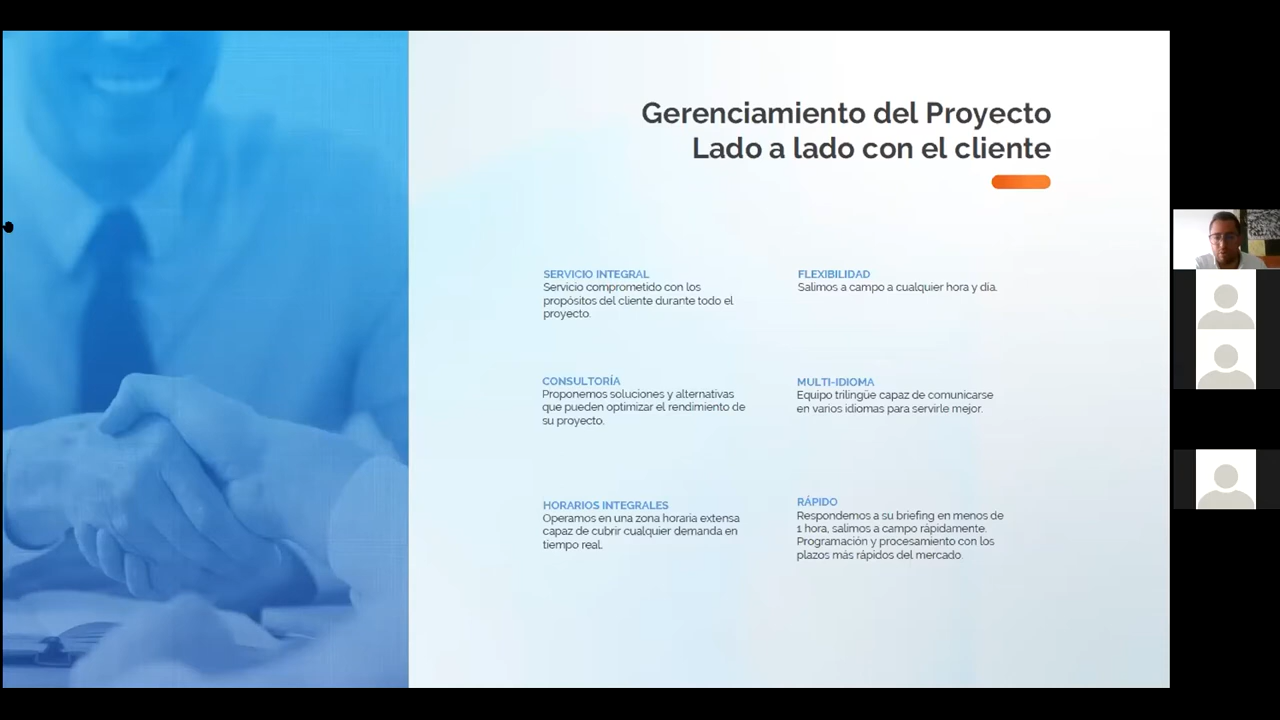 Gerenciamiento del Proyecto
Lado a lado con el cliente
SERVICIO INTEGRAL
Servicio comprometido con los
propósitos del cliente durante todo el
proyecto.
FLEXIBILIDAD
Salimos a campo a cualquier hora y día.
CONSULTORÍA
Proponemos soluciones y alternativas
que pueden optimizar el rendimiento de
su proyecto.
MULTI-IDIOMA
Equipo trilingüe capaz de comunicarse
en varios idiomas para servirle mejor.
HORARIOS INTEGRALES
Operamos en una zona horaria extensa
capaz de cubrir cualquier demanda en
tiempo real.
RÁPIDO
Respondemos a su briefing en menos de
1 hora, salimos a campo rápidamente.
Programación y procesamiento con los
plazos más rápidos del mercado.